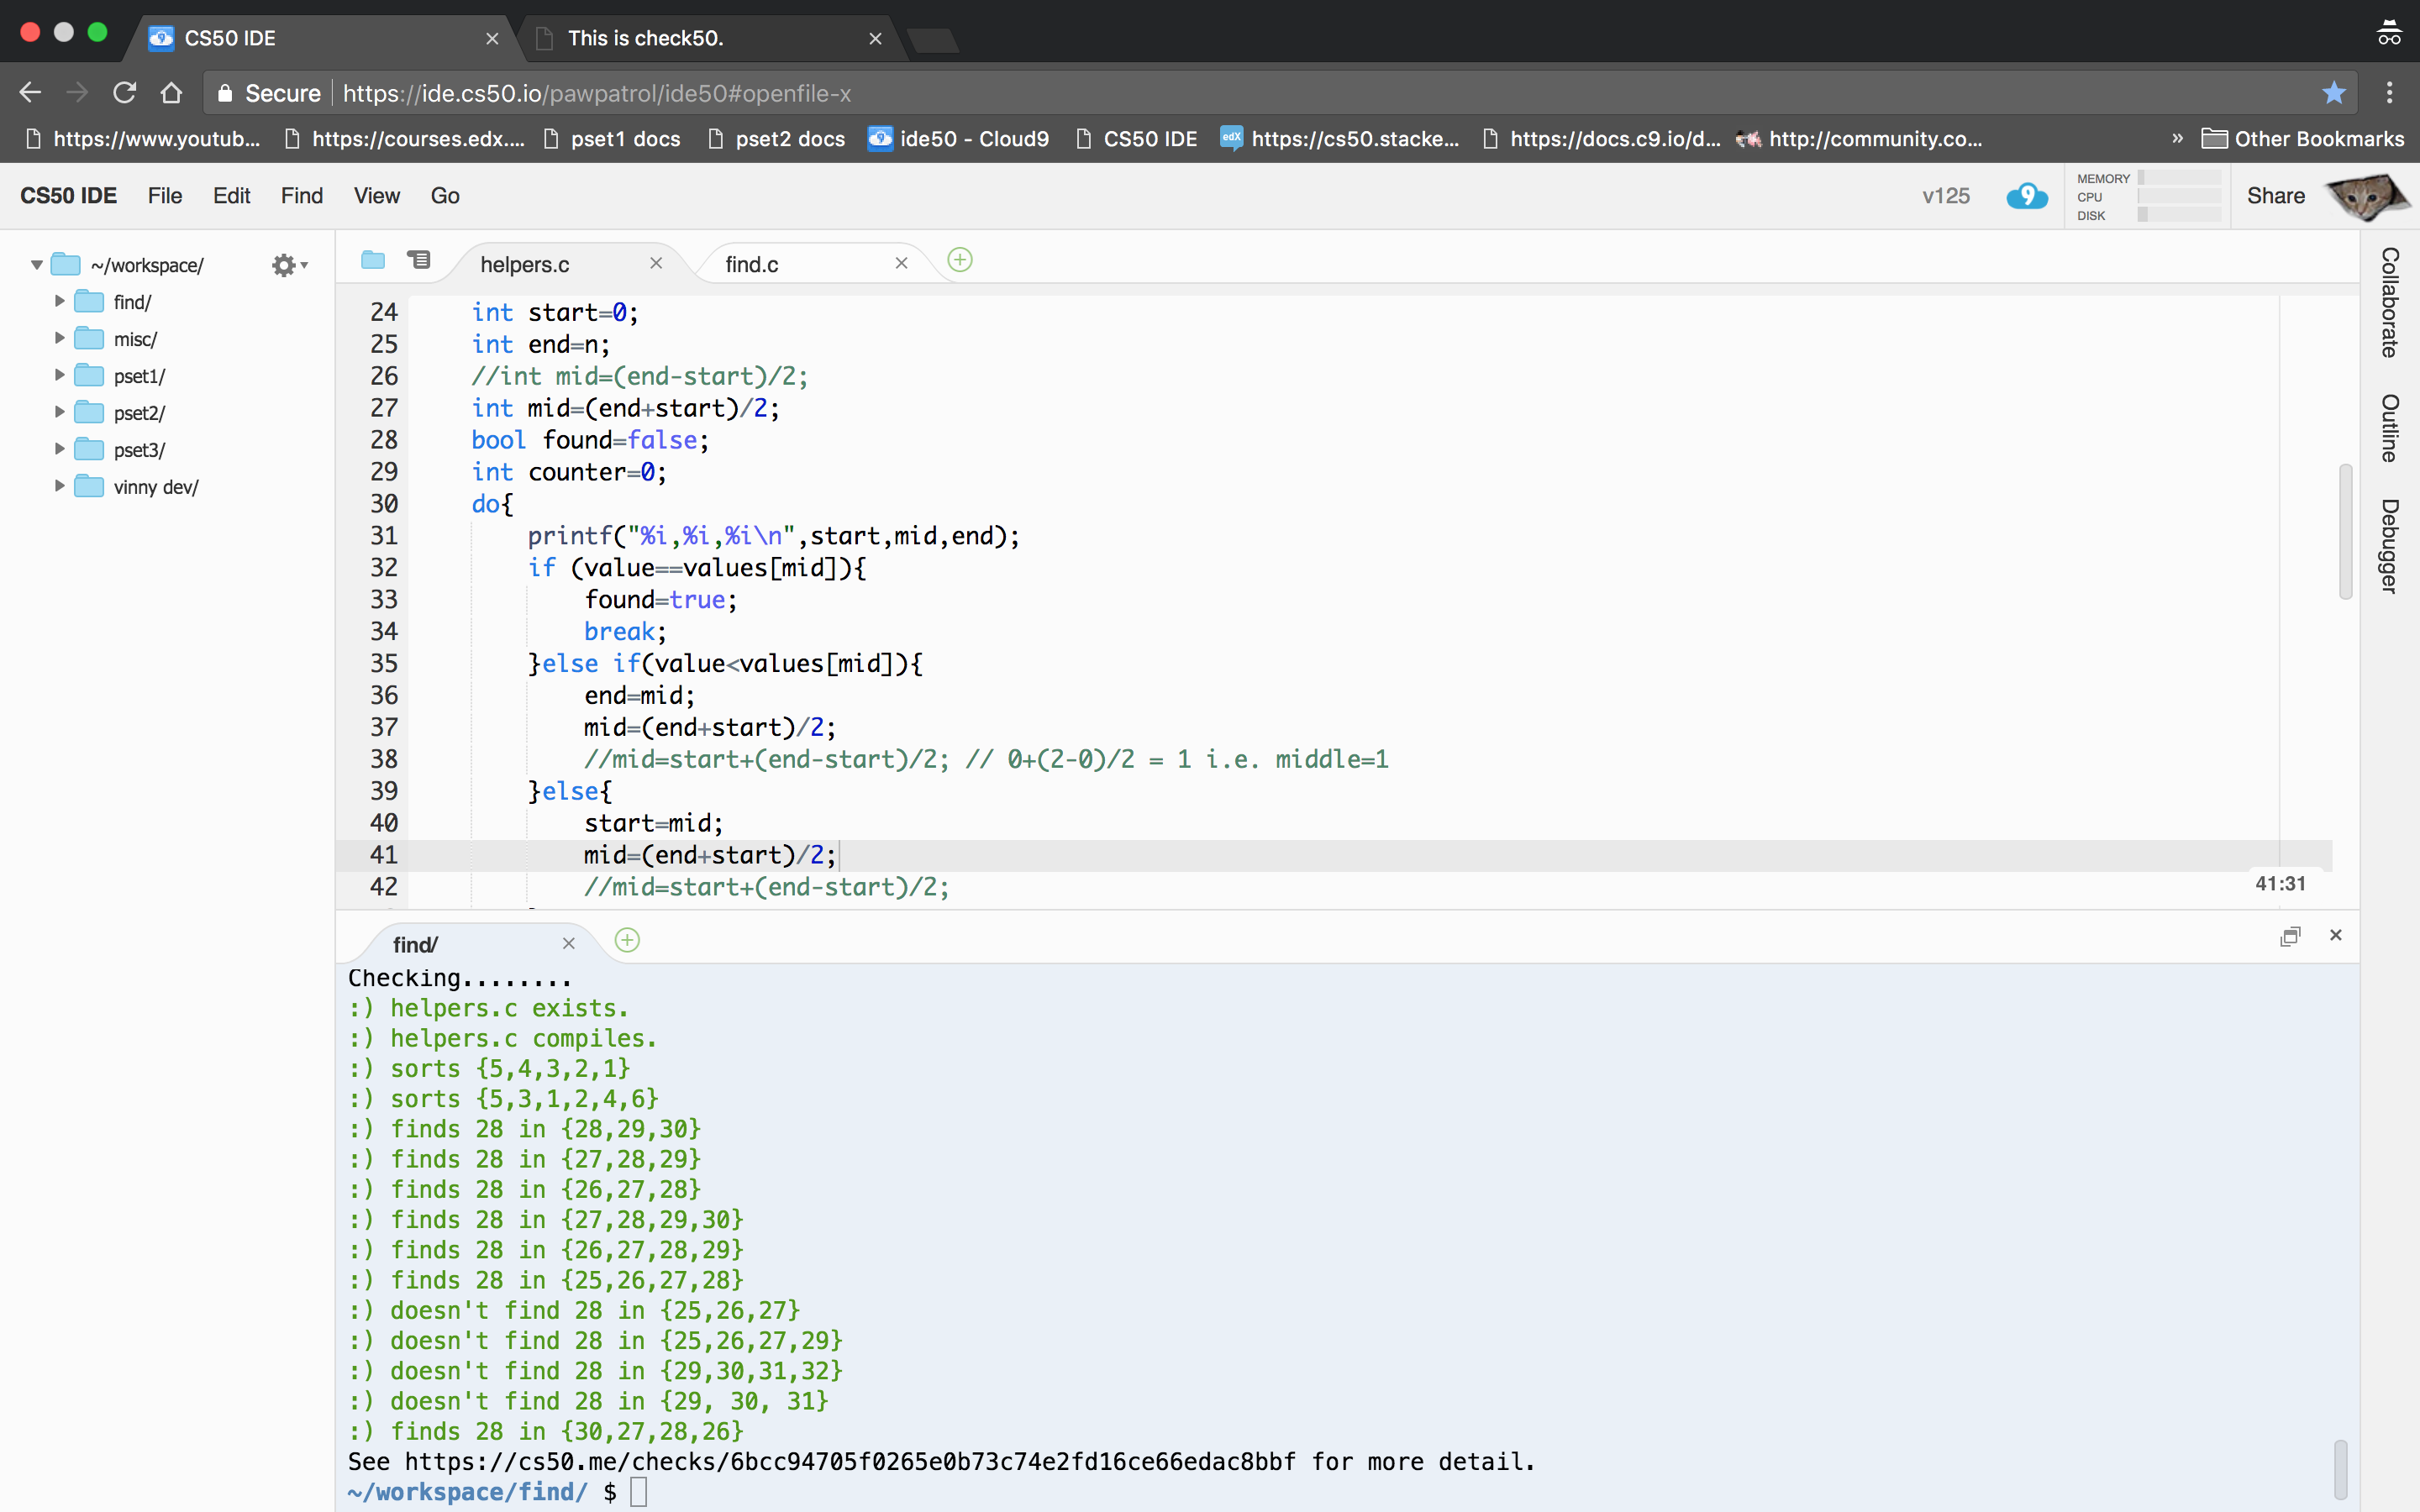 CS50 IDE
This is check50.
Secure https://ide.cs50.io/pawpatrol/ide50#openfile-x
https://www.youtub... https://courses.edx.... pset1 docs pset2 docs ide50 - Cloud9 CS50 IDE edX https://cs50.stacke... https://docs.c9.io/d... http://community.co... » Other Bookmarks
CS50 IDE File Edit Find View Go v125 9 MEMORY CPU DISK Share
~/workspace/
find/
misc/
pset1/
pset2/
pset3/
vinny dev/
helpers.c
find.c
24 int start=0;
25 int end=n;
26 //int mid=(end-start)/2;
27 int mid=(end+start)/2;
28 bool found=false;
29 int counter=0;
30 do{
31 printf("%i,%i,%i\n",start,mid,end);
32 if (value==values[mid]){
33 found=true;
34 break;
35 }else if(value<values[mid]){
36 end=mid;
37 mid=(end+start)/2;
38 //mid=start+(end-start)/2; // 0+(2-0)/2 = 1 i.e. middle=1
39 }else{
40 start=mid;
41 mid=(end+start)/2;
42 //mid=start+(end-start)/2;
41:31
Collaborate
Outline
Debugger
find/
Checking........
:) helpers.c exists.
:) helpers.c compiles.
:) sorts {5,4,3,2,1}
:) sorts {5,3,1,2,4,6}
:) finds 28 in {28,29,30}
:) finds 28 in {27,28,29}
:) finds 28 in {26,27,28}
:) finds 28 in {27,28,29,30}
:) finds 28 in {26,27,28,29}
:) finds 28 in {25,26,27,28}
:) doesn't find 28 in {25,26,27}
:) doesn't find 28 in {25,26,27,29}
:) doesn't find 28 in {29,30,31,32}
:) doesn't find 28 in {29, 30, 31}
:) finds 28 in {30,27,28,26}
See https://cs50.me/checks/6bcc94705f0265e0b73c74e2fd16ce66edac8bbf for more detail.
~/workspace/find/ $